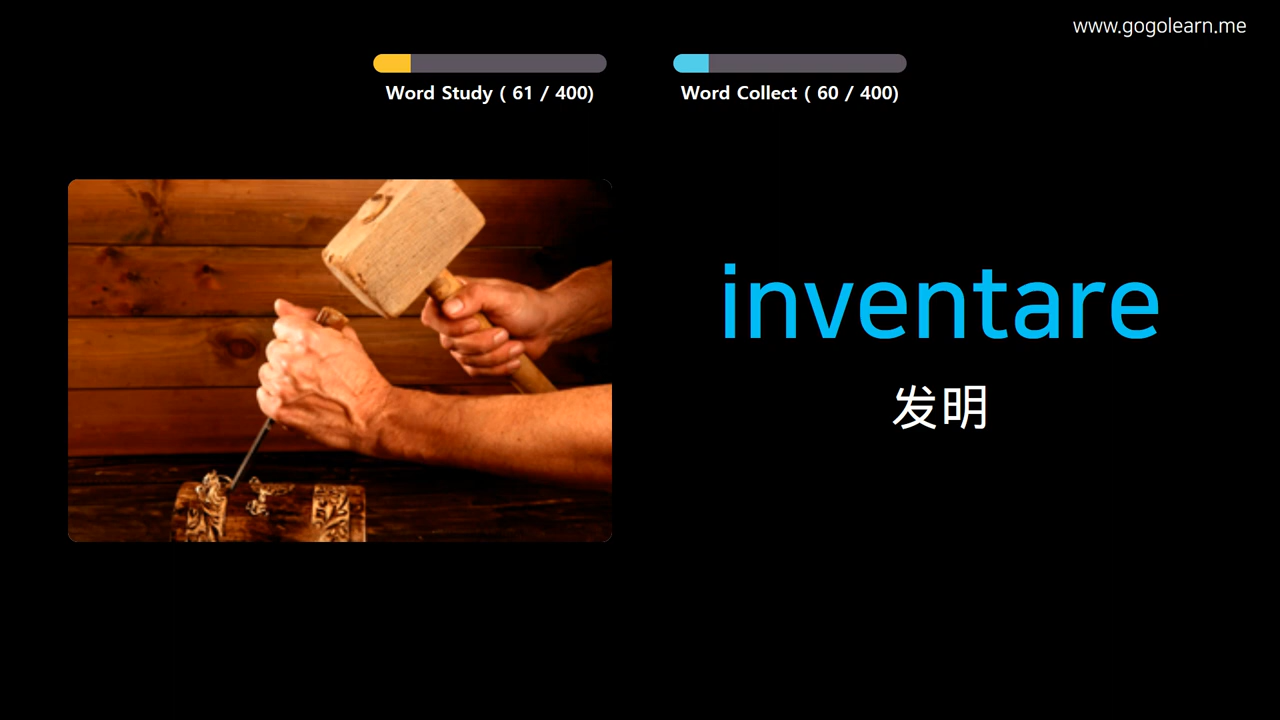 www.gogolearn.me
Word Study ( 61 / 400)
Word Collect ( 60 / 400)
inventare
发明